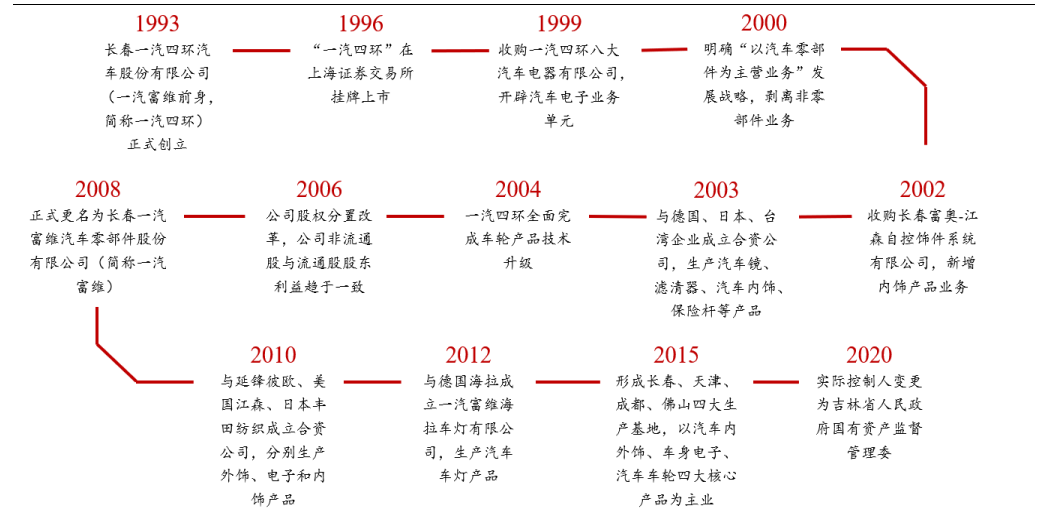 1993
长春一汽四环汽
车股份有限公司
（一汽富维前身，
简称一汽四环）
正式创立
1996
“一汽四环”在
上海证券交易所
挂牌上市
1999
收购一汽四环八大
汽车电器有限公司，
开辟汽车电子业务
单元
2000
明确“以汽车零部
件为主营业务”发
展战略，剥离非零
部件业务
2002
收购长春富奥-江
森自控饰件系统
有限公司，新增
内饰产品业务
2003
与德国、日本、台
湾企业成立合资公
司，生产汽车镜、
滤清器、汽车内饰、
保险杆等产品
2004
一汽四环全面完
成车轮产品技术
升级
2006
公司股权分置改
革，公司非流通
股与流通股股东
利益趋于一致
2008
正式更名为长春一汽
富维汽车零部件股份
有限公司（简称一汽
富维）
2010
与延锋彼欧、美
国江森、日本丰
田纺织成立合资
公司，分别生产
外饰、电子和内
饰产品
2012
与德国海拉成
立一汽富维海
拉车灯有限公
司，生产汽车
车灯产品
2015
形成长春、天津、
成都、佛山四大生
产基地，以汽车内
外饰、车身电子、
汽车车轮四大核心
产品为主业
2020
实际控制人变更
为吉林省人民政
府国有资产监督
管理委